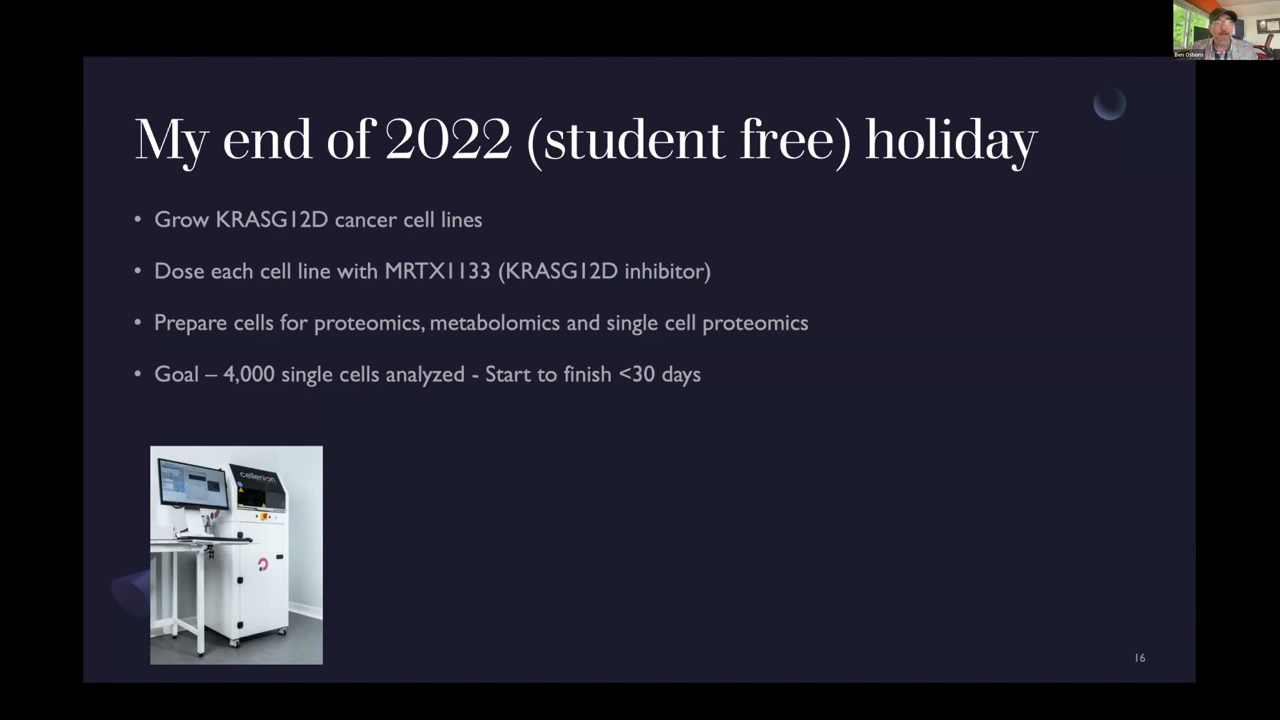 Ben Osborn
My end of 2022 (student free) holiday
• Grow KRASG12D cancer cell lines
• Dose each cell line with MRTX1133 (KRASG12D inhibitor)
• Prepare cells for proteomics, metabolomics and single cell proteomics
• Goal – 4,000 single cells analyzed - Start to finish <30 days
cellenion
16